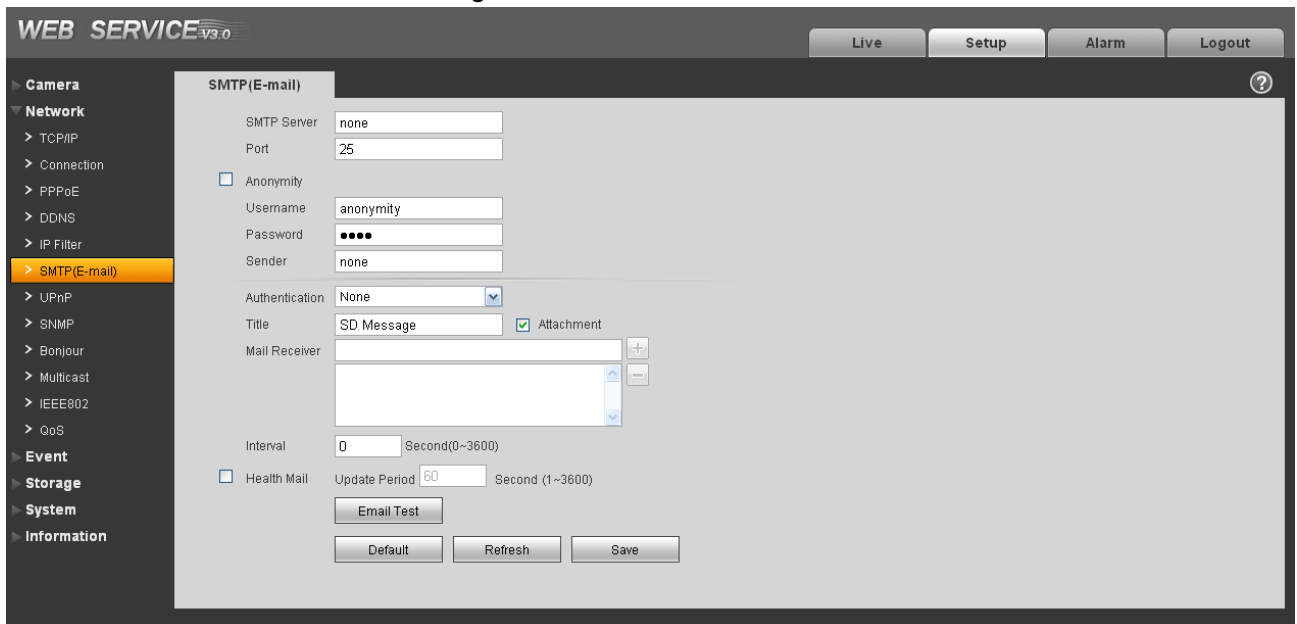 WEB SERVICE V3.0
Live Setup Alarm Logout
Camera
Network
TCP/IP
Connection
PPPoE
DDNS
IP Filter
SMTP(E-mail)
UPnP
SNMP
Bonjour
Multicast
IEEE802
QoS
Event
Storage
System
Information
SMTP(E-mail) ?
SMTP Server none
Port 25
Anonymity
Username anonymity
Password ●●●●
Sender none
Authentication None
Title SD Message Attachment
Mail Receiver
Interval 0 Second(0~3600)
Health Mail Update Period 60 Second (1~3600)
Email Test
Default Refresh Save